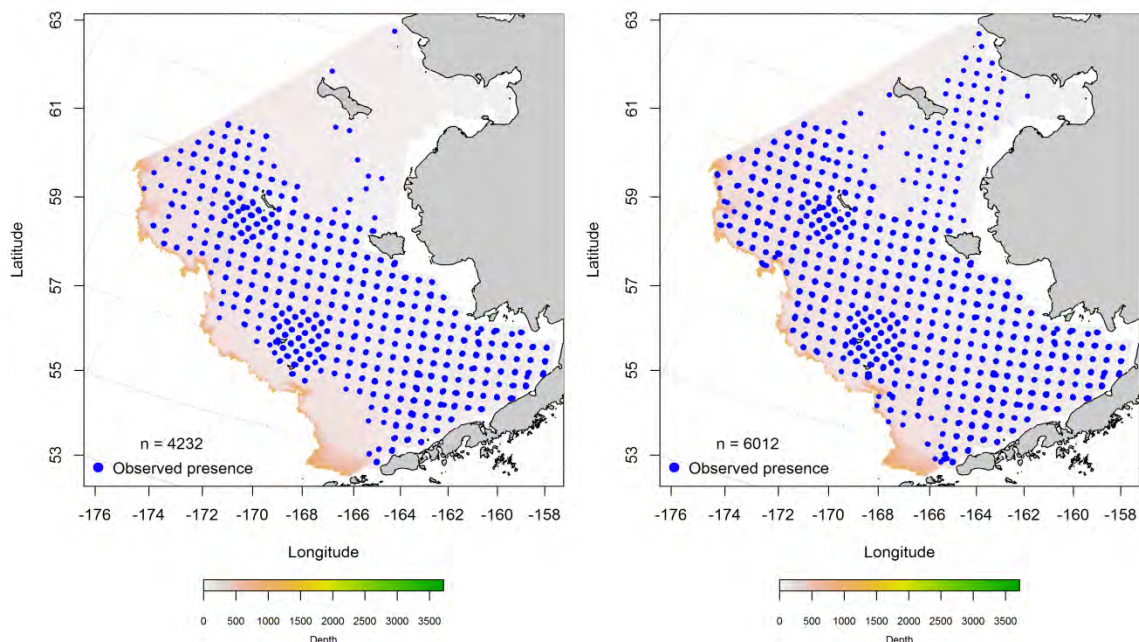 63
61
59
57
55
53
Latitude
n = 4232
Observed presence
-176
-174
-172
-170
-168
-166
-164
-162
-160
-158
Longitude
0 500 1000 1500 2000 2500 3000 3500
Depth
63
61
59
57
55
53
Latitude
n = 6012
Observed presence
-176
-174
-172
-170
-168
-166
-164
-162
-160
-158
Longitude
0 500 1000 1500 2000 2500 3000 3500
Depth